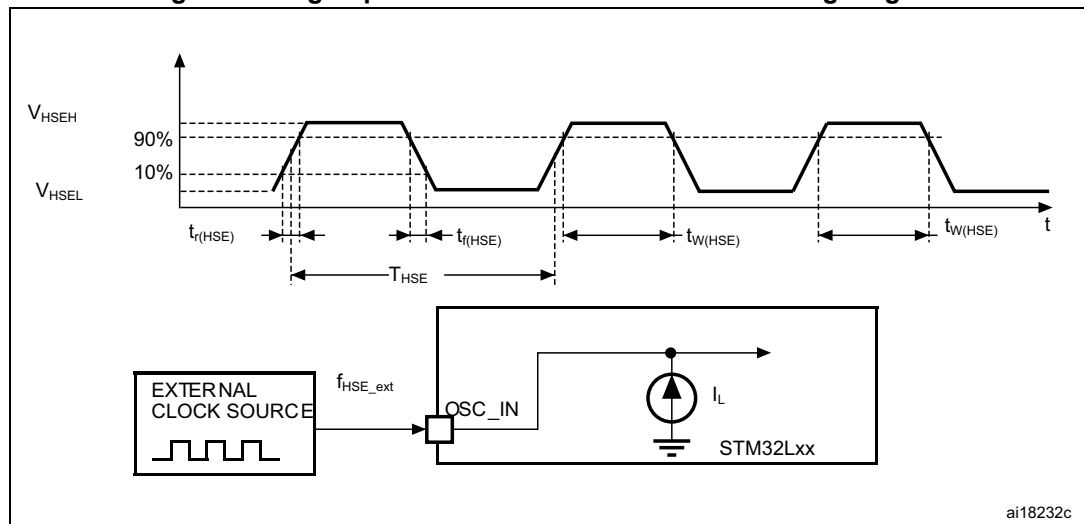 V_HSEH
90%
10%
V_HSEL
t_r(HSE)
t_f(HSE)
t_W(HSE)
t_W(HSE)
t
T_HSE
EXTERNAL
CLOCK SOURCE
f_HSE_ext
OSC_IN
I_L
STM32Lxx
ai18232c